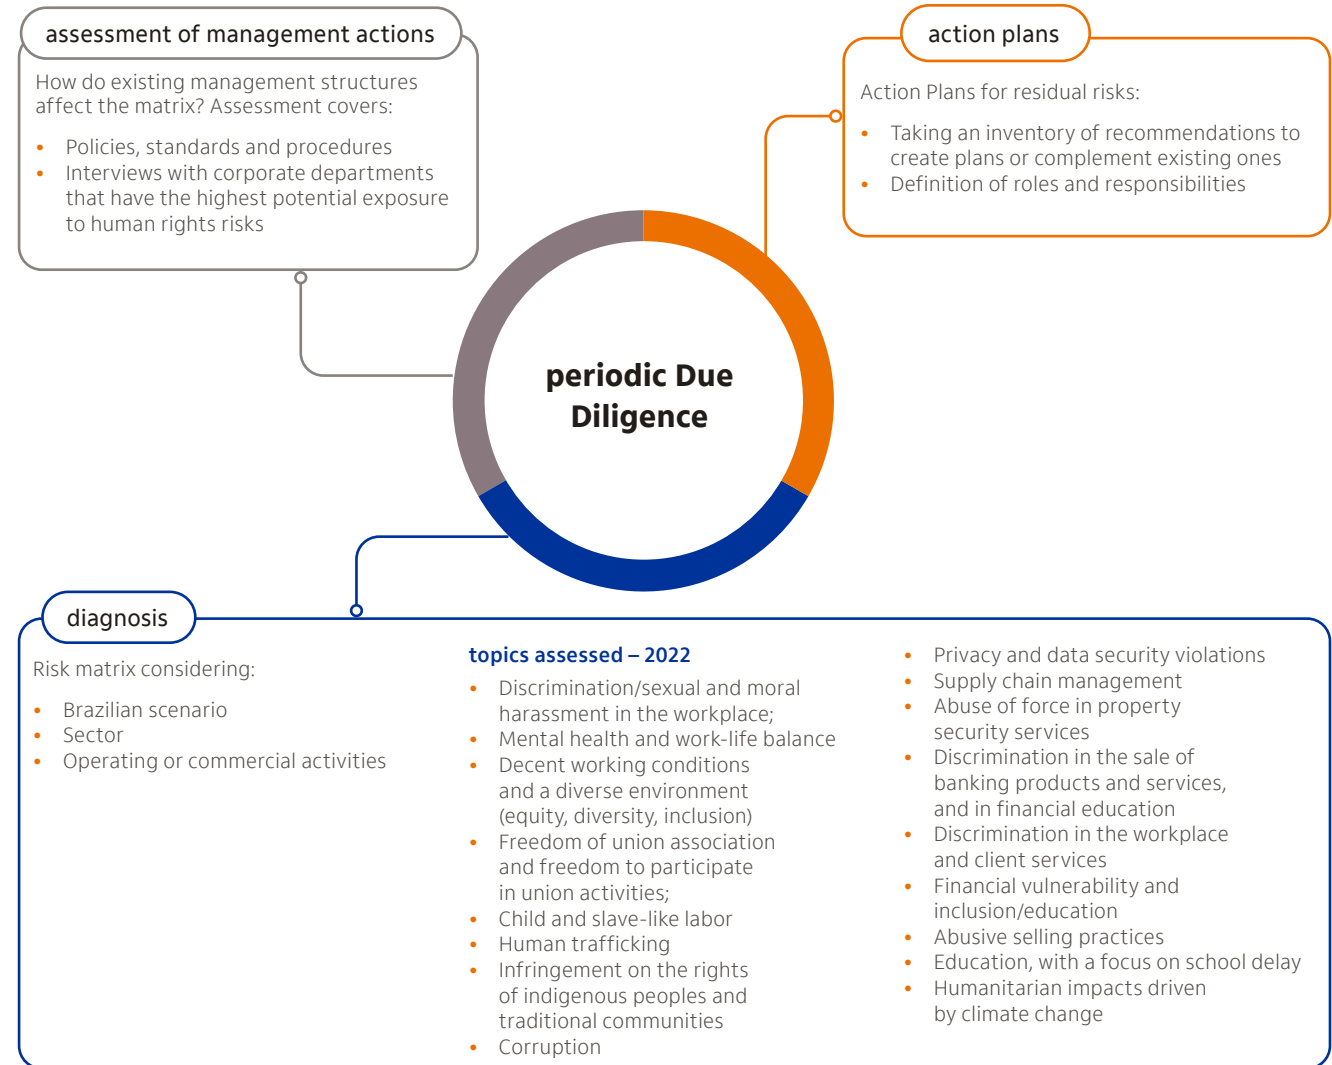 assessment of management actions
How do existing management structures
affect the matrix? Assessment covers:
• Policies, standards and procedures
• Interviews with corporate departments
that have the highest potential exposure
to human rights risks
action plans
Action Plans for residual risks:
• Taking an inventory of recommendations to
create plans or complement existing ones
• Definition of roles and responsibilities
periodic Due
Diligence
diagnosis
Risk matrix considering:
• Brazilian scenario
• Sector
• Operating or commercial activities
topics assessed – 2022
• Discrimination/sexual and moral
harassment in the workplace;
• Mental health and work-life balance
• Decent working conditions
and a diverse environment
(equity, diversity, inclusion)
• Freedom of union association
and freedom to participate
in union activities;
• Child and slave-like labor
• Human trafficking
• Infringement on the rights
of indigenous peoples and
traditional communities
• Corruption
• Privacy and data security violations
• Supply chain management
• Abuse of force in property
security services
• Discrimination in the sale of
banking products and services,
and in financial education
• Discrimination in the workplace
and client services
• Financial vulnerability and
inclusion/education
• Abusive selling practices
• Education, with a focus on school delay
• Humanitarian impacts driven
by climate change